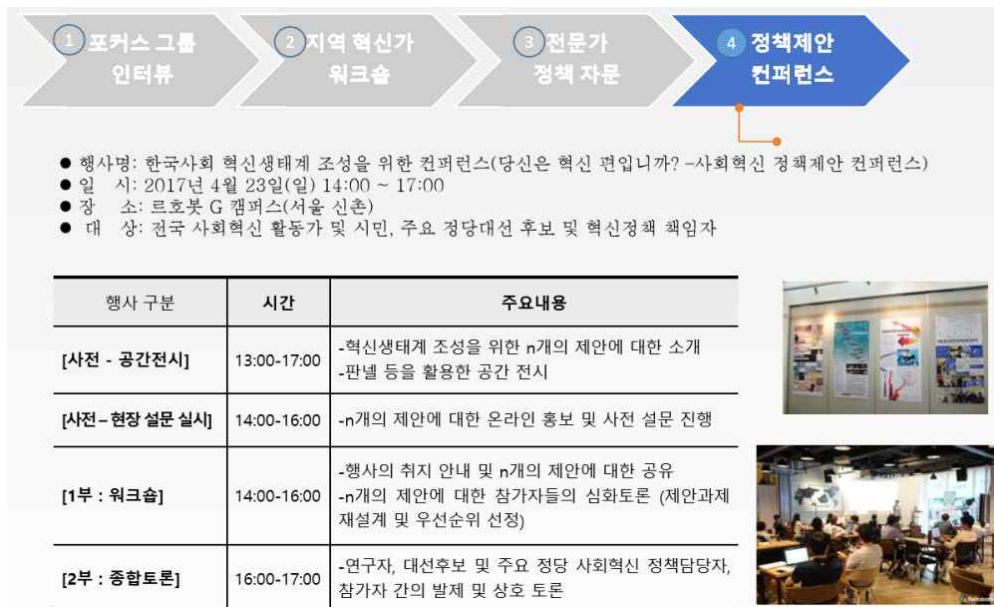 1 포커스 그룹
인터뷰
2 지역 혁신가
워크숍
3 전문가
정책 자문
4 정책제안
컨퍼런스
● 행사명: 한국사회 혁신생태계 조성을 위한 컨퍼런스(당신은 혁신 편입니까? –사회혁신 정책제안 컨퍼런스)
● 일 시: 2017년 4월 23일(일) 14:00 ~ 17:00
● 장 소: 르호봇 G 캠퍼스(서울 신촌)
● 대 상: 전국 사회혁신 활동가 및 시민, 주요 정당대선 후보 및 혁신정책 책임자
행사 구분 시간 주요내용
[사전 - 공간전시] 13:00-17:00 -혁신생태계 조성을 위한 n개의 제안에 대한 소개
-판넬 등을 활용한 공간 전시
[사전 – 현장 설문 실시] 14:00-16:00 -n개의 제안에 대한 온라인 홍보 및 사전 설문 진행
[1부 : 워크숍] 14:00-16:00 -행사의 취지 안내 및 n개의 제안에 대한 공유
-n개의 제안에 대한 참가자들의 심화토론 (제안과제
재설계 및 우선순위 선정)
[2부 : 종합토론] 16:00-17:00 -연구자, 대선후보 및 주요 정당 사회혁신 정책담당자,
참가자 간의 발제 및 상호 토론